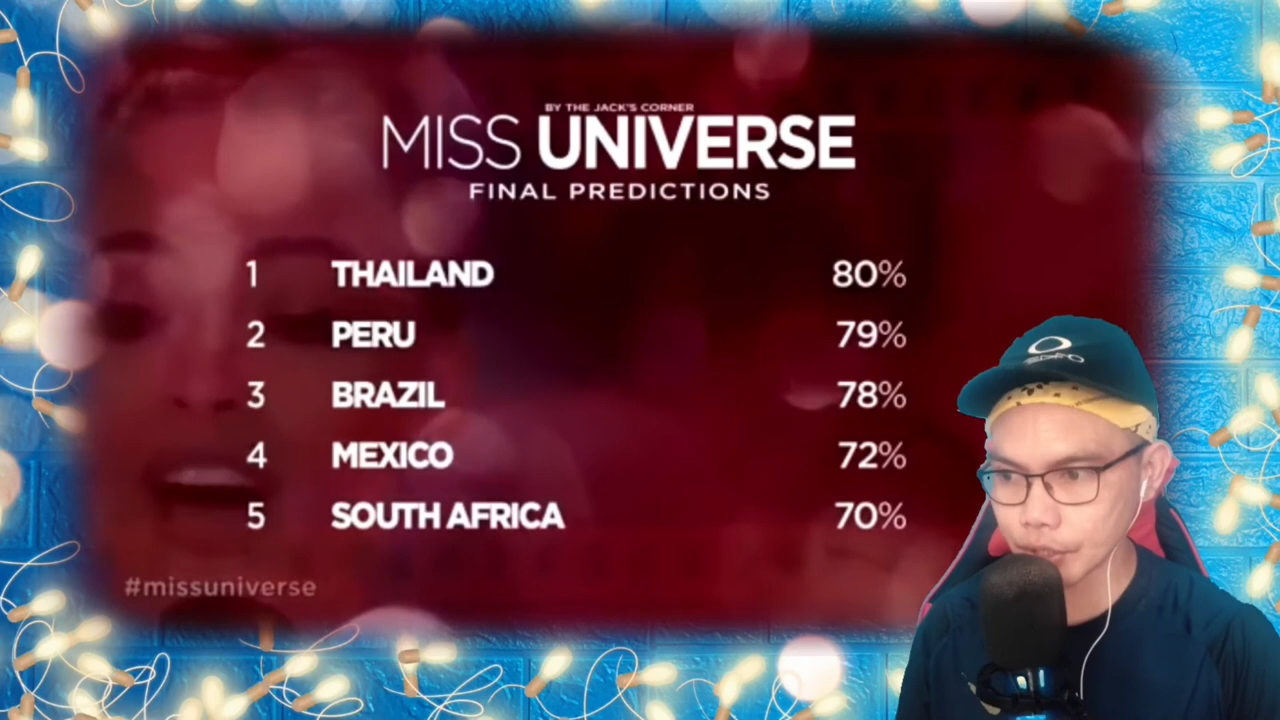 BY THE JACK'S CORNER
MISS UNIVERSE
FINAL PREDICTIONS
1 THAILAND 80%
2 PERU 79%
3 BRAZIL 78%
4 MEXICO 72%
5 SOUTH AFRICA 70%
#missuniverse